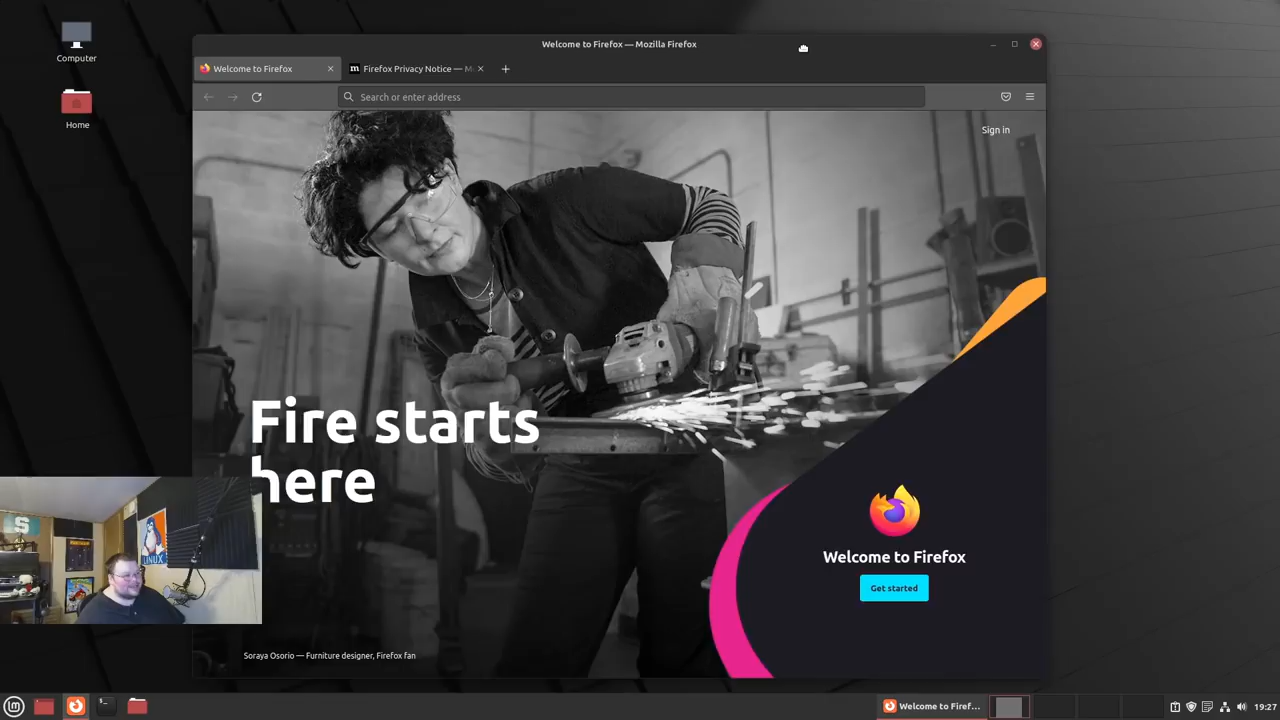 Computer
Home
Welcome to Firefox — Mozilla Firefox
Welcome to Firefox
Firefox Privacy Notice — M
Search or enter address
Sign in
Fire starts
here
Welcome to Firefox
Get started
Soraya Osorio — Furniture designer, Firefox fan
LINUX
Welcome to Firef...
19:27